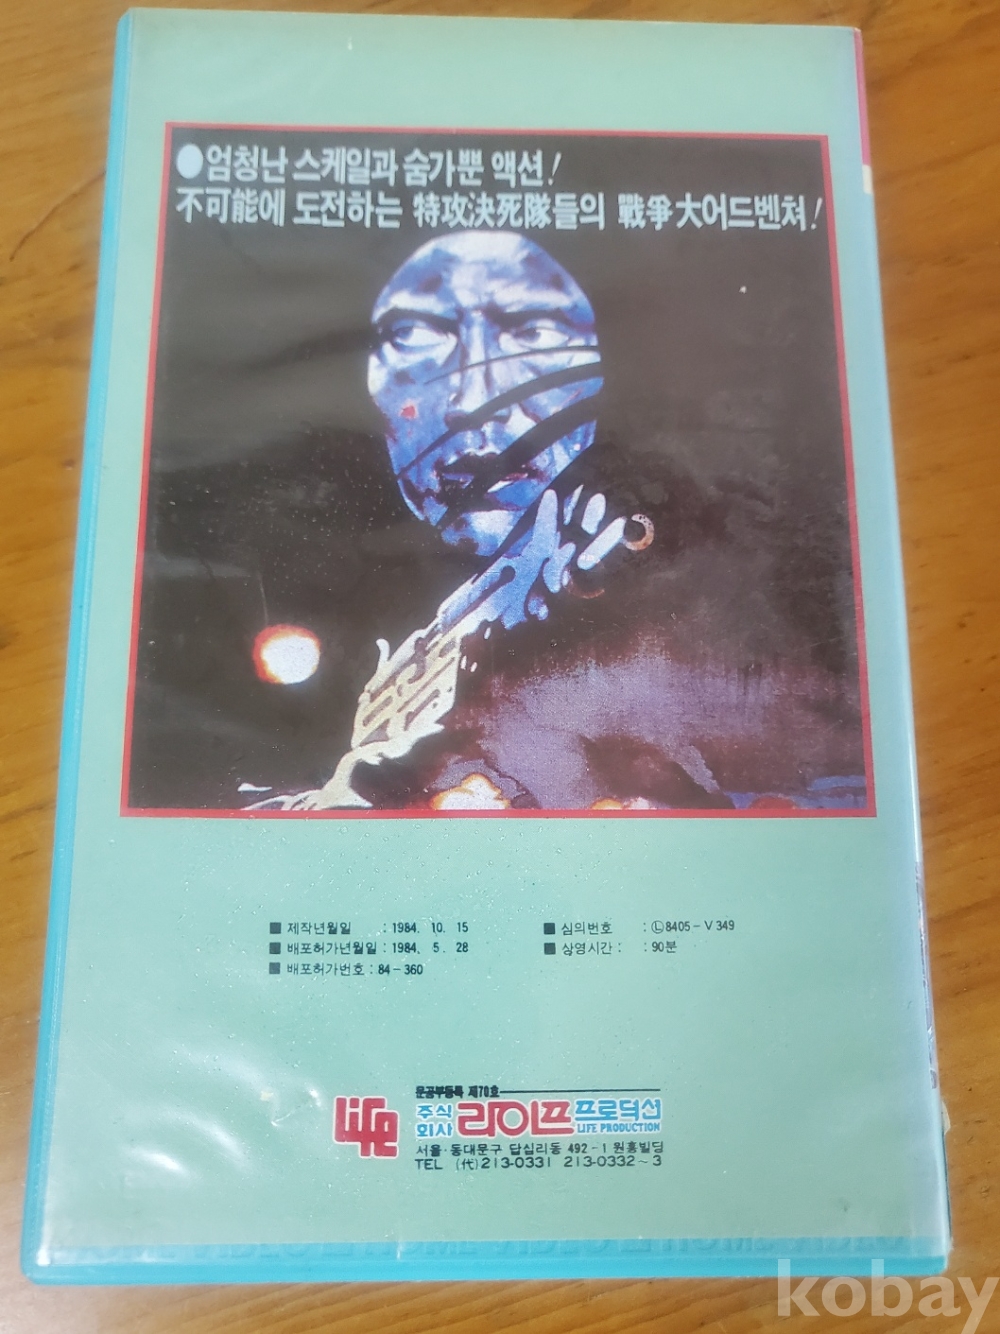 ●엄청난 스케일과 숨가뿐 액션!
不可能에 도전하는 特攻決死隊들의 戰爭大어드벤쳐!
■ 제작년월일 : 1984. 10. 15
■ 배포허가년월일 : 1984. 5. 28
■ 배포허가번호 : 84-360
■ 심의번호 : Ⓛ8405-V349
■ 상영시간 : 90분
문공부등록 제70호
Life 주식회사 라이프프로덕션
LIFE PRODUCTION
서울·동대문구 답십리동 492-1 원흥빌딩
TEL (代) 213-0331 213-0332~3
kobay